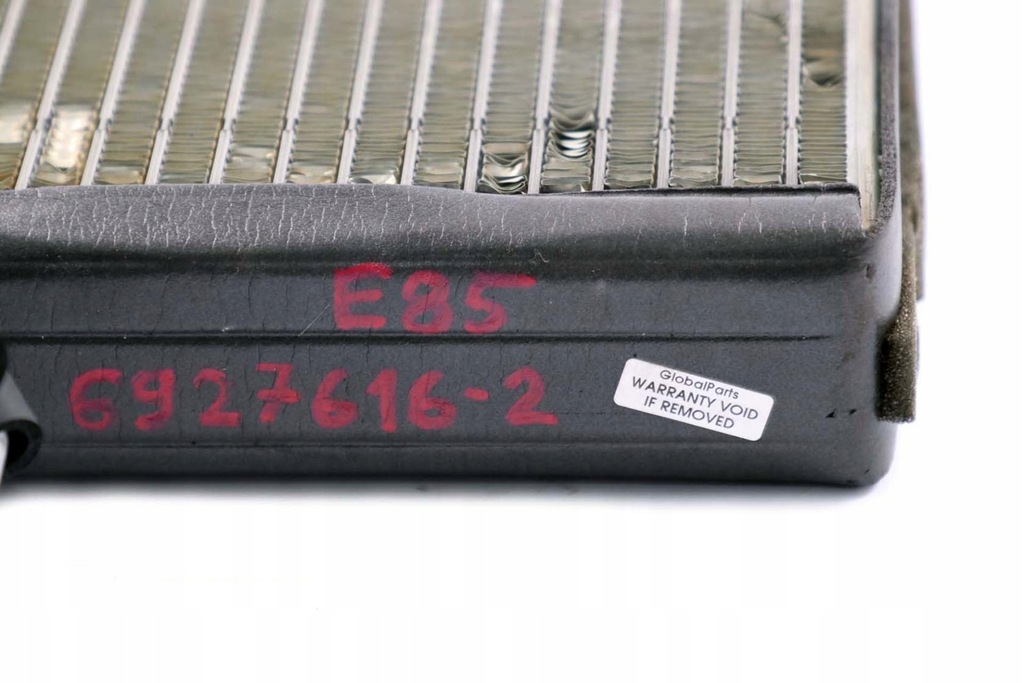 E85
6927616-2
GlobalParts
WARRANTY VOID
IF REMOVED